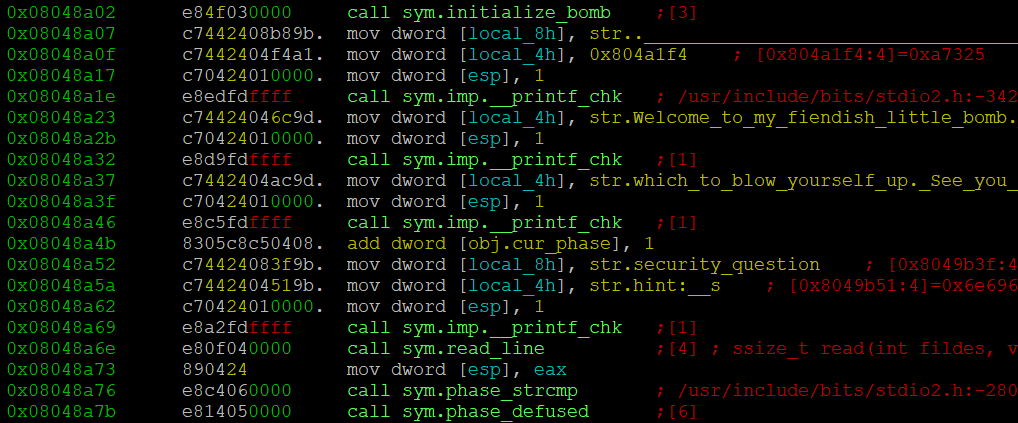 0x08048a02 e84f030000 call sym.initialize_bomb ;[3]
0x08048a07 c7442408b89b. mov dword [local_8h], str.._______________________________
0x08048a0f c7442404f4a1. mov dword [local_4h], 0x804a1f4 ; [0x804a1f4:4]=0xa7325
0x08048a17 c70424010000. mov dword [esp], 1
0x08048a1e e8edfdffff call sym.imp.__printf_chk ; /usr/include/bits/stdio2.h:-342
0x08048a23 c74424046c9d. mov dword [local_4h], str.Welcome_to_my_fiendish_little_bomb.
0x08048a2b c70424010000. mov dword [esp], 1
0x08048a32 e8d9fdffff call sym.imp.__printf_chk ;[1]
0x08048a37 c7442404ac9d. mov dword [local_4h], str.which_to_blow_yourself_up._See_you_
0x08048a3f c70424010000. mov dword [esp], 1
0x08048a46 e8c5fdffff call sym.imp.__printf_chk ;[1]
0x08048a4b 8305c8c50408. add dword [obj.cur_phase], 1
0x08048a52 c74424083f9b. mov dword [local_8h], str.security_question ; [0x8049b3f:4
0x08048a5a c7442404519b. mov dword [local_4h], str.hint:__s ; [0x8049b51:4]=0x6e696
0x08048a62 c70424010000. mov dword [esp], 1
0x08048a69 e8a2fdffff call sym.imp.__printf_chk ;[1]
0x08048a6e e80f040000 call sym.read_line ;[4] ; ssize_t read(int fildes, v
0x08048a73 890424 mov dword [esp], eax
0x08048a76 e8c4060000 call sym.phase_strcmp ; /usr/include/bits/stdio2.h:-280
0x08048a7b e814050000 call sym.phase_defused ;[6]